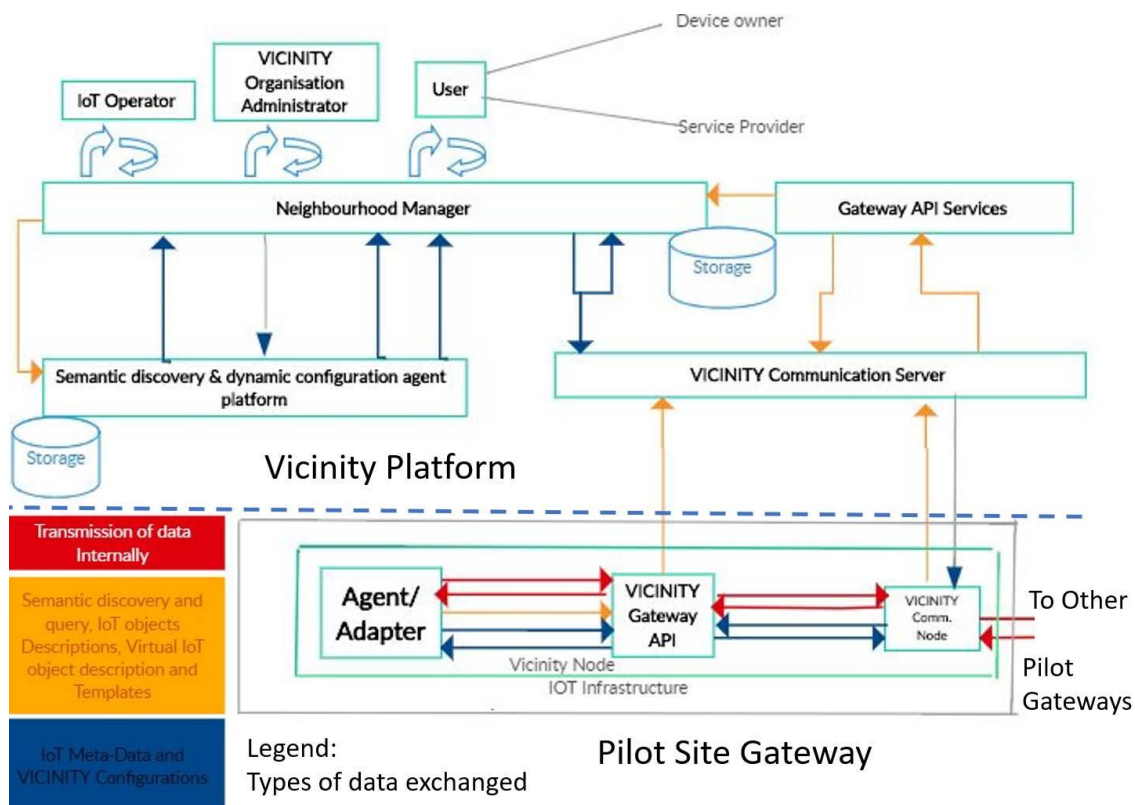 Device owner
VICINITY
Organisation
Administrator
IoT Operator
User
Service Provider
Neighbourhood Manager
Gateway API Services
Storage
Semantic discovery & dynamic configuration agent
platform
VICINITY Communication Server
Storage
Vicinity Platform
Transmission of data
Internally
Semantic discovery and
query, IoT objects
Descriptions, Virtual IoT
object description and
Templates
IoT Meta-Data and
VICINITY Configurations
Agent/
Adapter
VICINITY
Gateway
API
VICINITY
Comm.
Node
Vicinity Node
IOT Infrastructure
To Other
Pilot
Gateways
Legend:
Types of data exchanged
Pilot Site Gateway